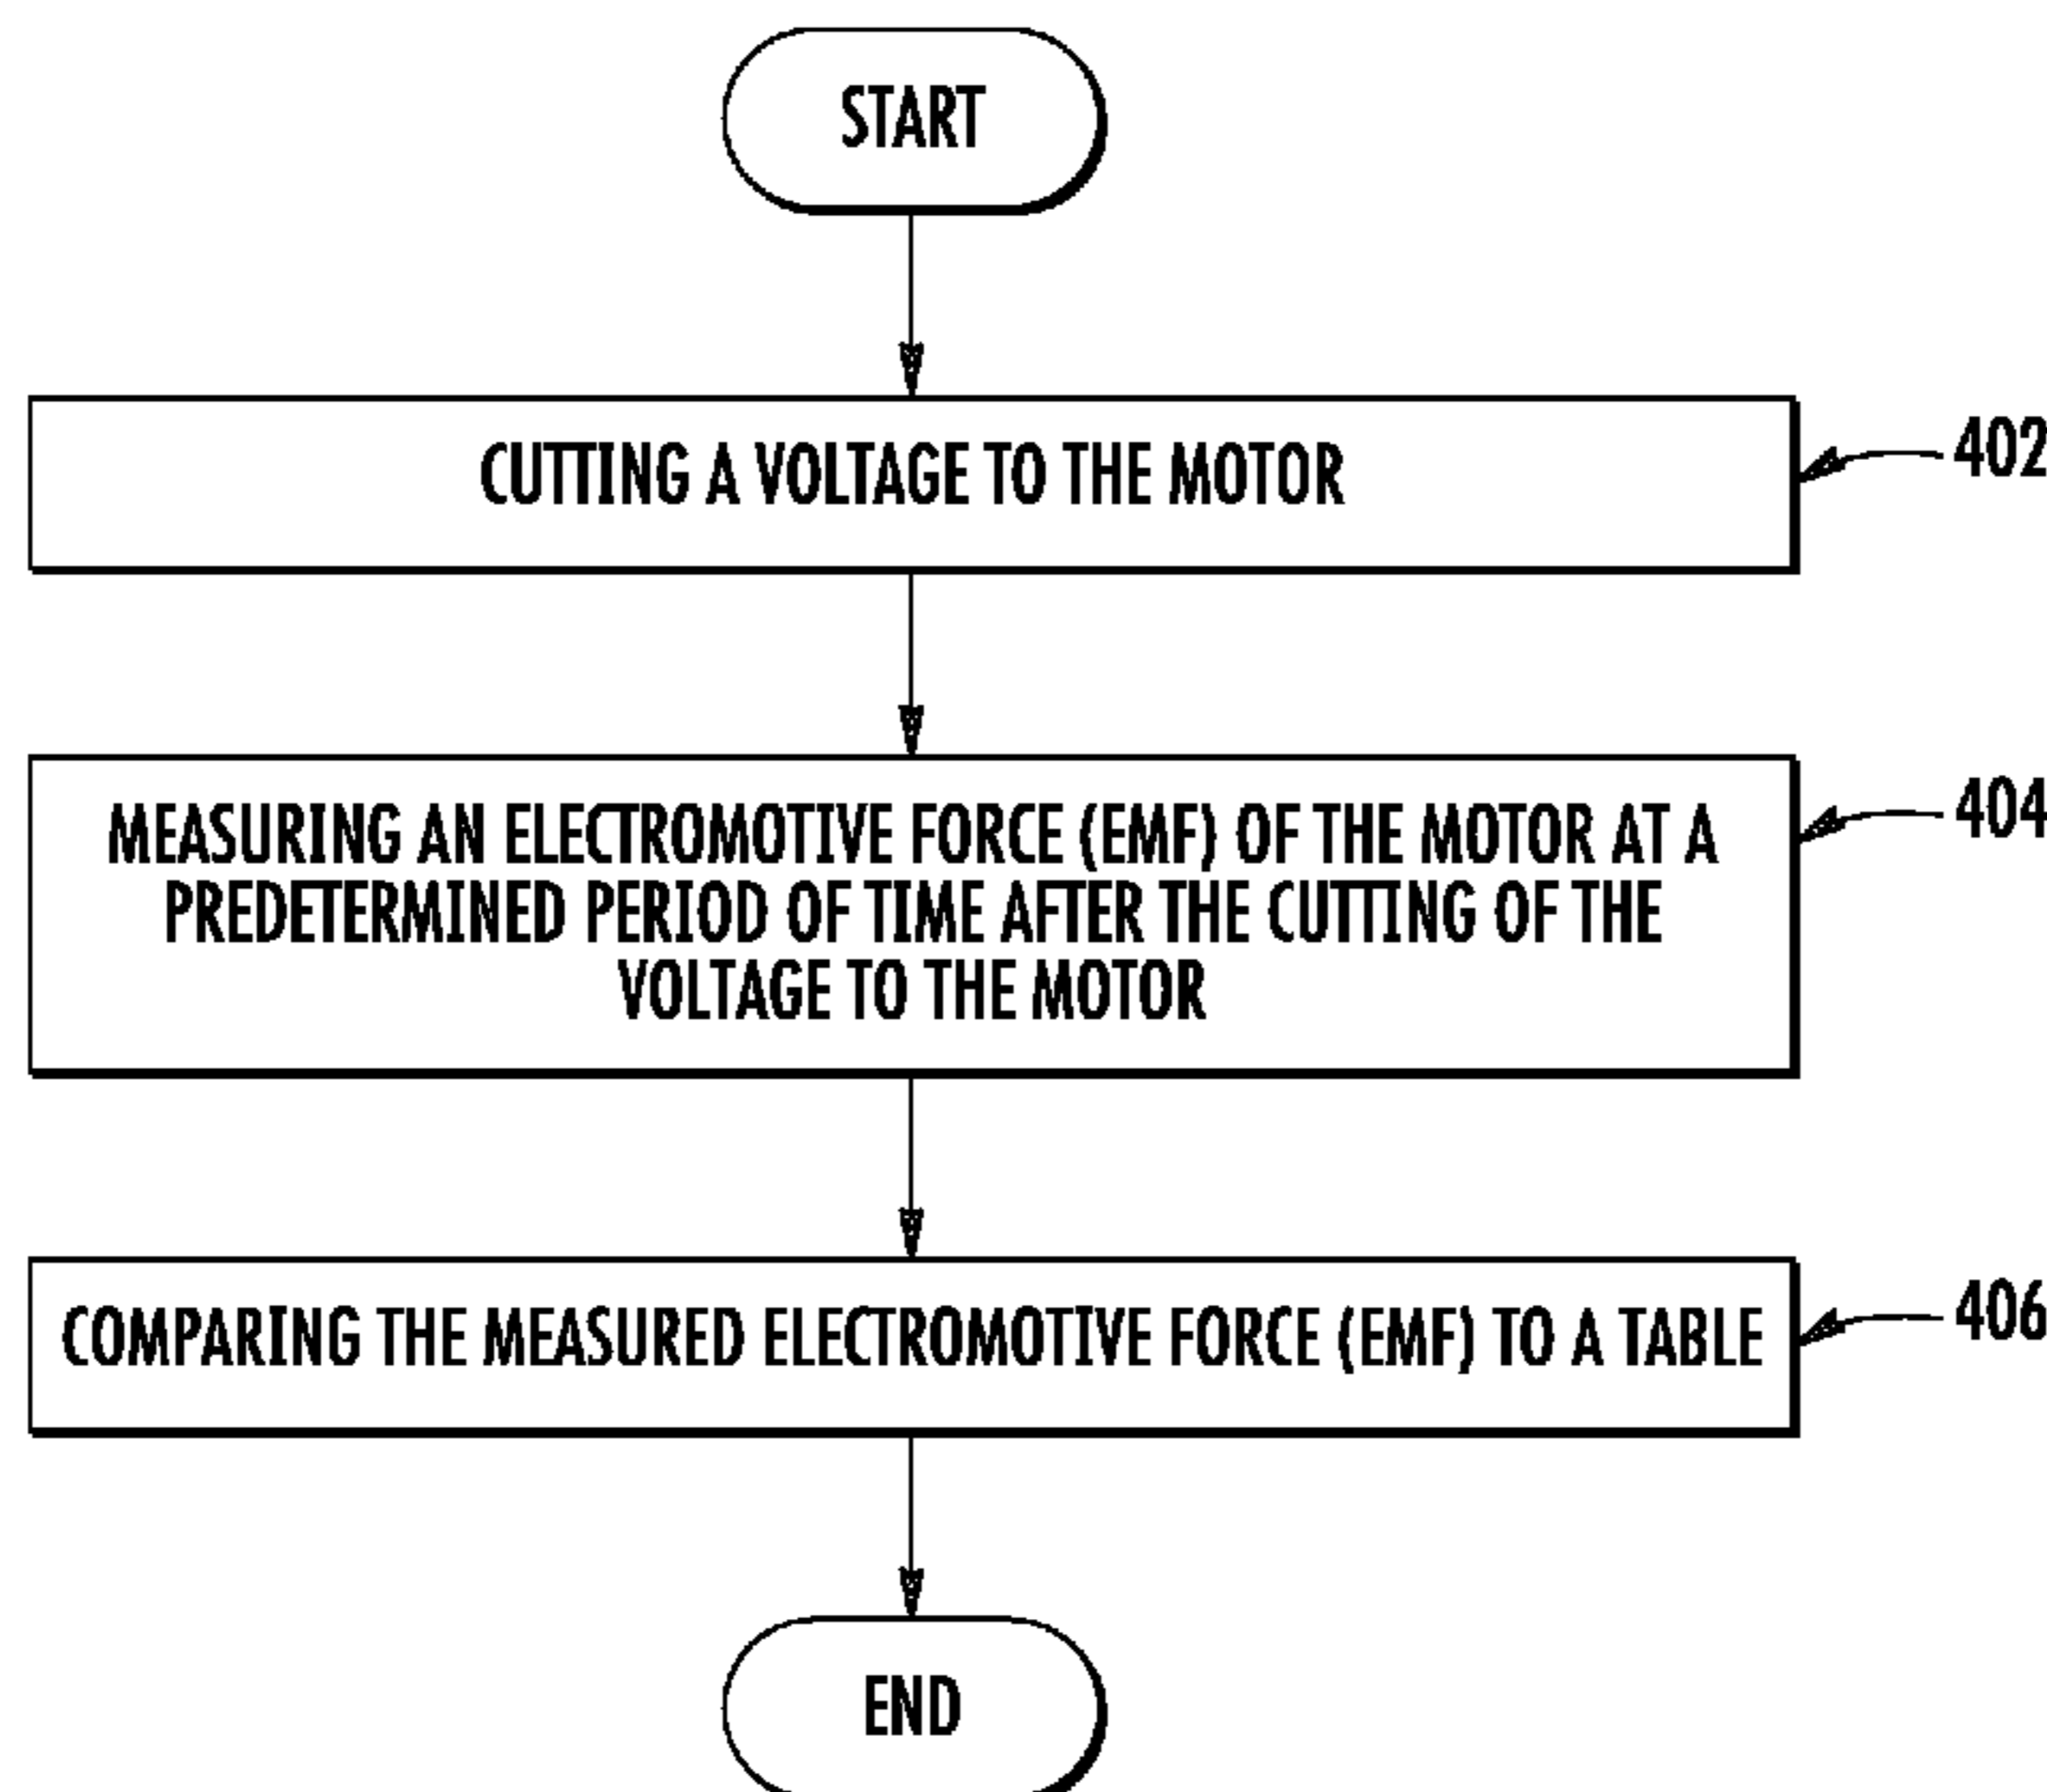 START
CUTTING A VOLTAGE TO THE MOTOR
402
MEASURING AN ELECTROMOTIVE FORCE (EMF) OF THE MOTOR AT A
PREDETERMINED PERIOD OF TIME AFTER THE CUTTING OF THE
VOLTAGE TO THE MOTOR
404
COMPARING THE MEASURED ELECTROMOTIVE FORCE (EMF) TO A TABLE
406
END